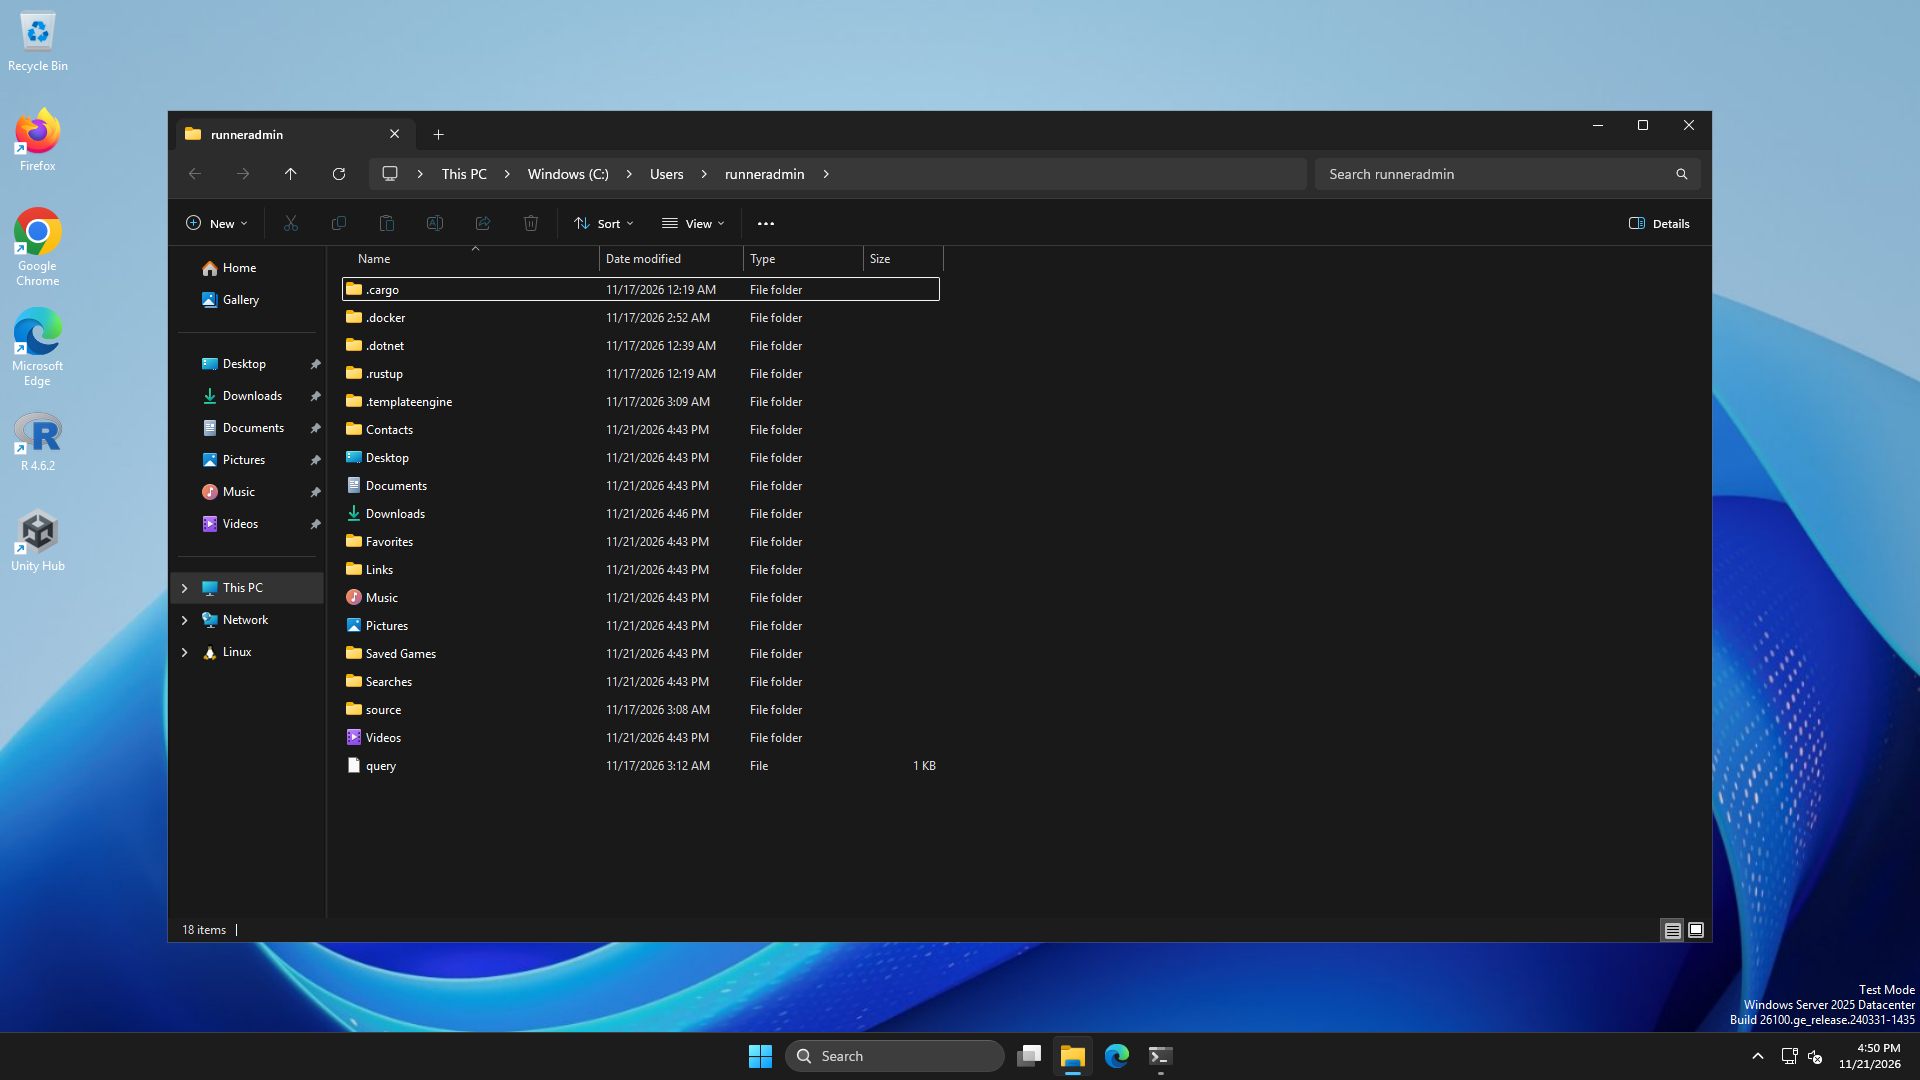 Recycle Bin
Firefox
Google
Chrome
Microsoft
Edge
R 4.6.2
Unity Hub
runneradmin
This PC
Windows (C:)
Users
runneradmin
Search runneradmin
New
Sort
View
Details
Home
Gallery
Desktop
Downloads
Documents
Pictures
Music
Videos
This PC
Network
Linux
Name Date modified Type Size
.cargo 11/17/2026 12:19 AM File folder
.docker 11/17/2026 2:52 AM File folder
.dotnet 11/17/2026 12:39 AM File folder
.rustup 11/17/2026 12:19 AM File folder
.templateengine 11/17/2026 3:09 AM File folder
Contacts 11/21/2026 4:43 PM File folder
Desktop 11/21/2026 4:43 PM File folder
Documents 11/21/2026 4:43 PM File folder
Downloads 11/21/2026 4:46 PM File folder
Favorites 11/21/2026 4:43 PM File folder
Links 11/21/2026 4:43 PM File folder
Music 11/21/2026 4:43 PM File folder
Pictures 11/21/2026 4:43 PM File folder
Saved Games 11/21/2026 4:43 PM File folder
Searches 11/21/2026 4:43 PM File folder
source 11/17/2026 3:08 AM File folder
Videos 11/21/2026 4:43 PM File folder
query 11/17/2026 3:12 AM File 1 KB
18 items
Test Mode
Windows Server 2025 Datacenter
Build 26100.ge_release.240331-1435
Search
4:50 PM
11/21/2026